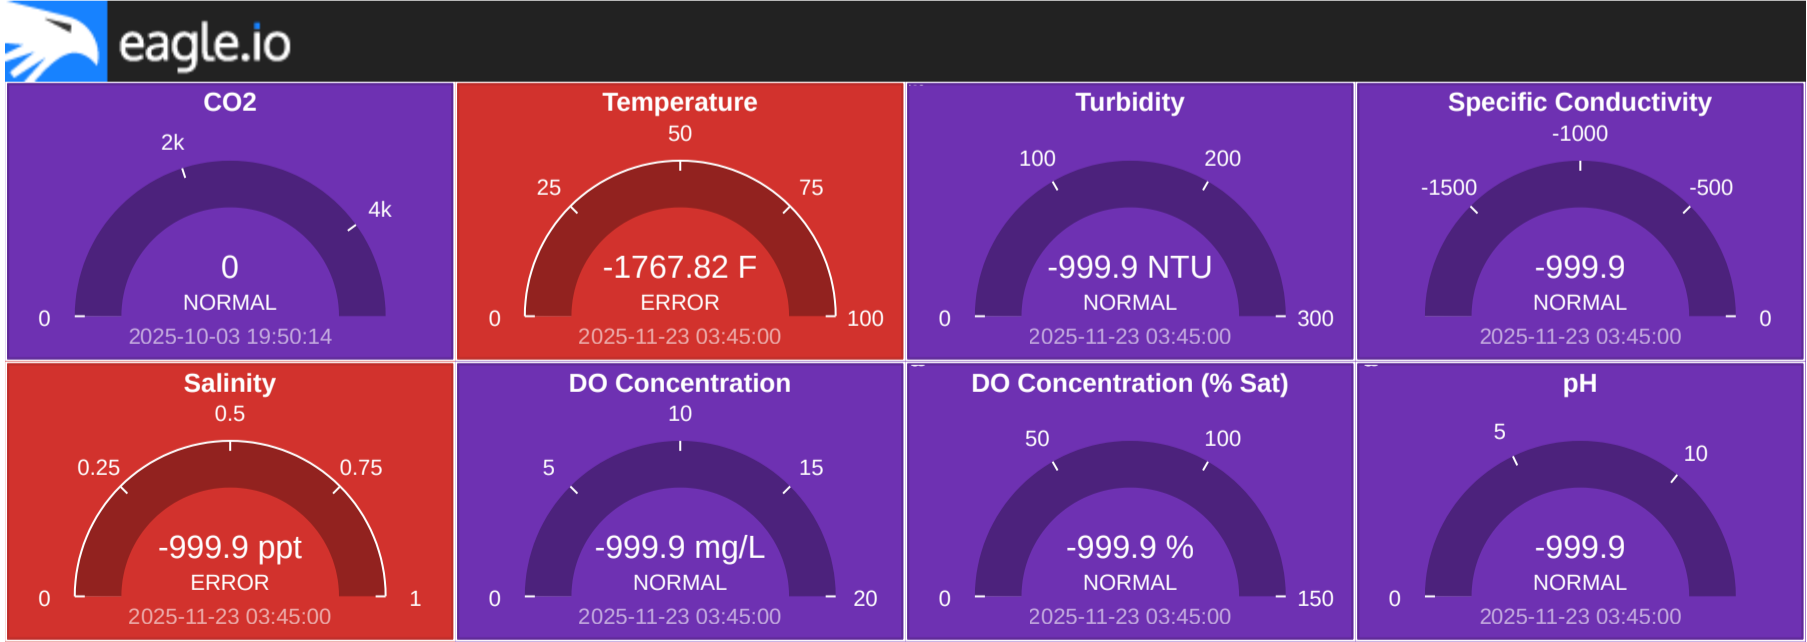 eagle.io
CO2
2k
4k
0
NORMAL
0
2025-10-03 19:50:14
Temperature
50
25
75
-1767.82 F
ERROR
0
100
2025-11-23 03:45:00
Turbidity
100
200
-999.9 NTU
NORMAL
0
300
2025-11-23 03:45:00
Specific Conductivity
-1000
-1500
-500
-999.9
NORMAL
0
2025-11-23 03:45:00
Salinity
0.5
0.25
0.75
-999.9 ppt
ERROR
0
1
2025-11-23 03:45:00
DO Concentration
10
5
15
-999.9 mg/L
NORMAL
0
20
2025-11-23 03:45:00
DO Concentration (% Sat)
50
100
-999.9 %
NORMAL
0
150
2025-11-23 03:45:00
pH
5
10
-999.9
NORMAL
0
2025-11-23 03:45:00